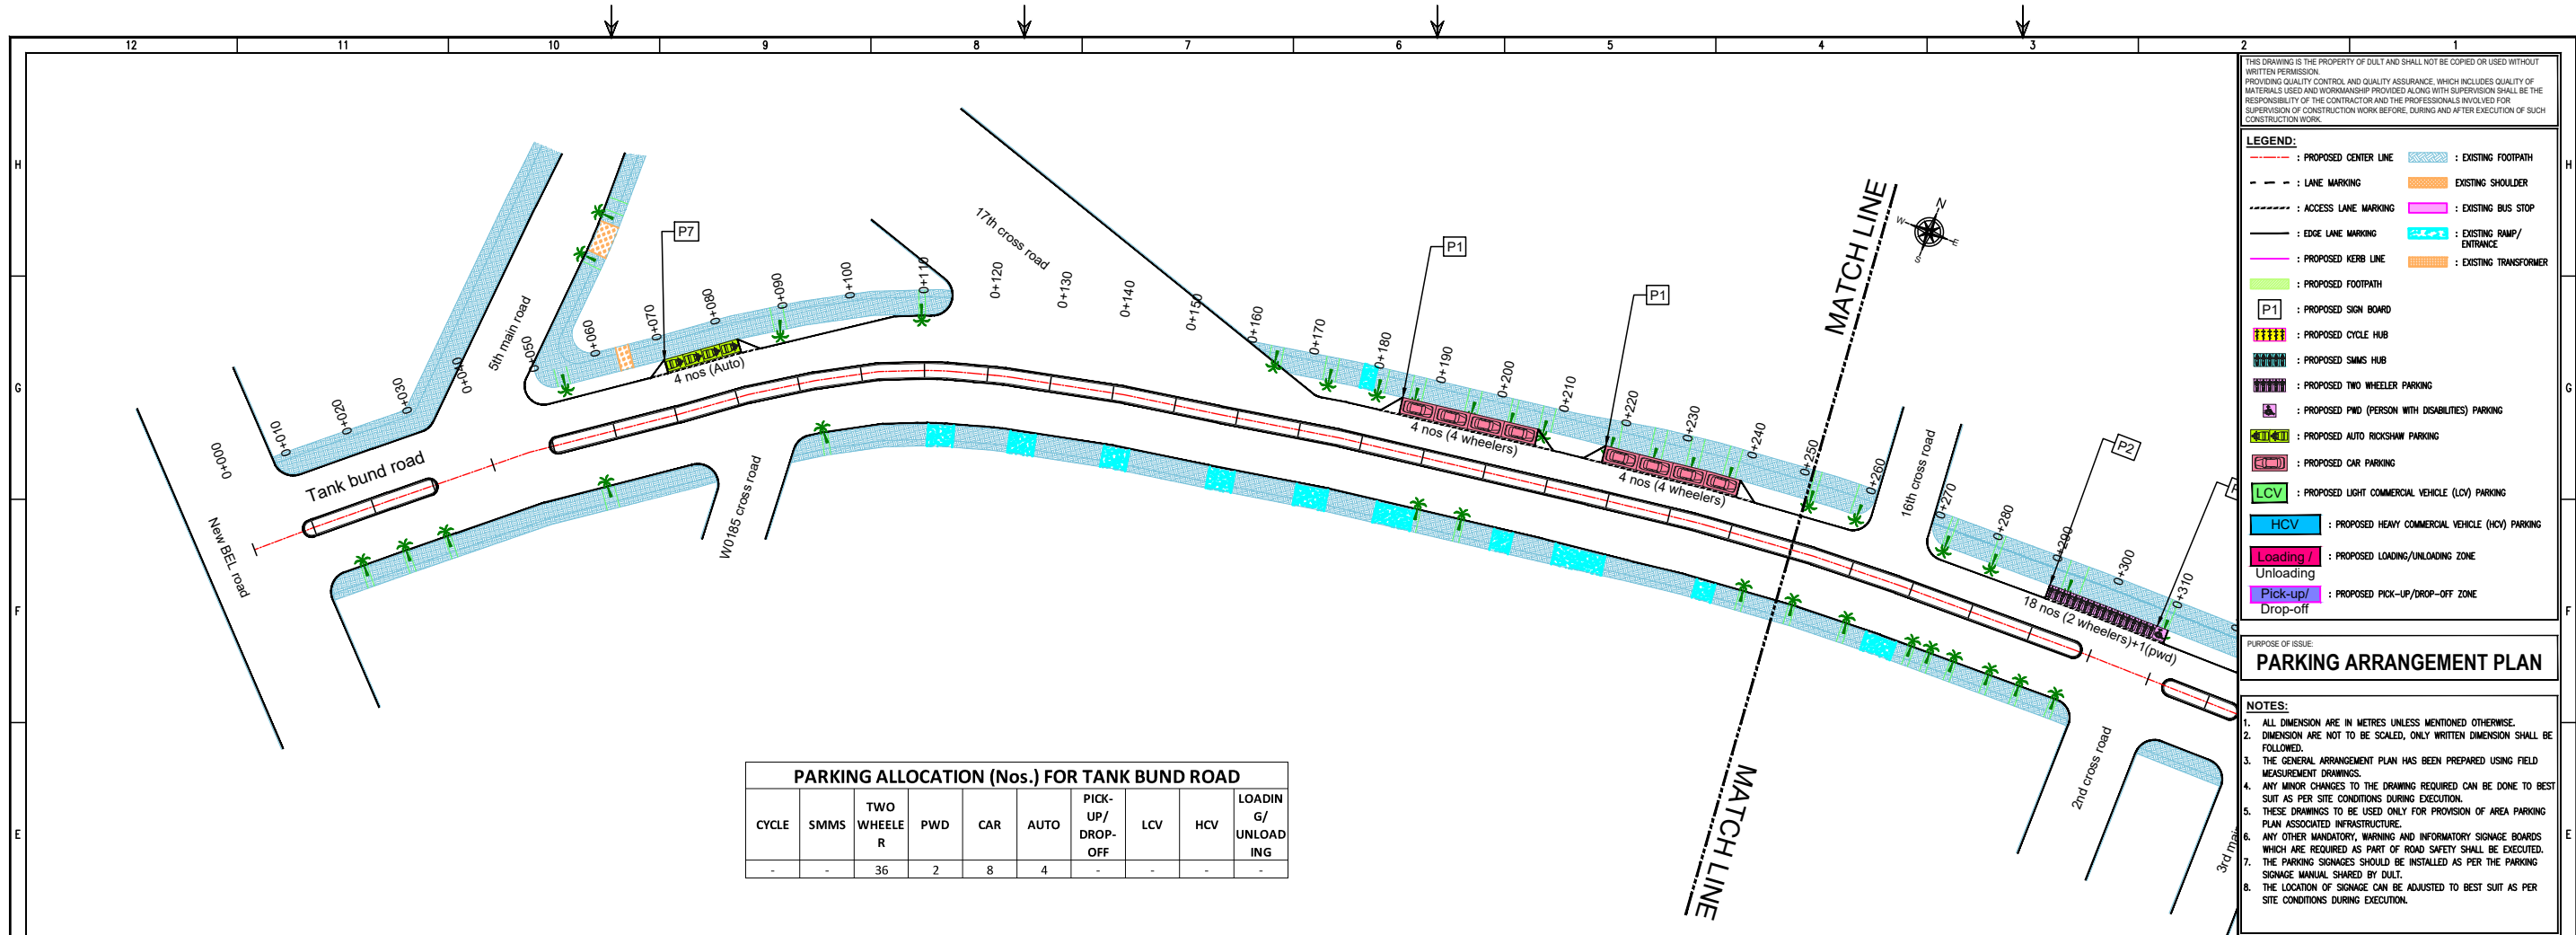 12 11 10 9 8 7 6 5 4 3 2 1
H
G
F
E
H
G
F
E
THIS DRAWING IS THE PROPERTY OF DULT AND SHALL NOT BE COPIED OR USED WITHOUT
WRITTEN PERMISSION.
PROVIDING QUALITY CONTROL AND QUALITY ASSURANCE, WHICH INCLUDES QUALITY OF
MATERIALS USED AND WORKMANSHIP PROVIDED ALONG WITH SUPERVISION SHALL BE THE
RESPONSIBILITY OF THE CONTRACTOR AND THE PROFESSIONALS INVOLVED FOR
SUPERVISION OF CONSTRUCTION WORK BEFORE, DURING AND AFTER EXECUTION OF SUCH
CONSTRUCTION WORK.
LEGEND:
: PROPOSED CENTER LINE
: EXISTING FOOTPATH
: LANE MARKING
EXISTING SHOULDER
: ACCESS LANE MARKING
: EXISTING BUS STOP
: EDGE LANE MARKING
: EXISTING RAMP/
ENTRANCE
: PROPOSED KERB LINE
: EXISTING TRANSFORMER
: PROPOSED FOOTPATH
P1 : PROPOSED SIGN BOARD
: PROPOSED CYCLE HUB
: PROPOSED SMMS HUB
: PROPOSED TWO WHEELER PARKING
: PROPOSED PWD (PERSON WITH DISABILITIES) PARKING
: PROPOSED AUTO RICKSHAW PARKING
: PROPOSED CAR PARKING
LCV : PROPOSED LIGHT COMMERCIAL VEHICLE (LCV) PARKING
HCV : PROPOSED HEAVY COMMERCIAL VEHICLE (HCV) PARKING
Loading / : PROPOSED LOADING/UNLOADING ZONE
Unloading
Pick-up/ : PROPOSED PICK-UP/DROP-OFF ZONE
Drop-off
PURPOSE OF ISSUE:
PARKING ARRANGEMENT PLAN
NOTES:
1. ALL DIMENSION ARE IN METRES UNLESS MENTIONED OTHERWISE.
2. DIMENSION ARE NOT TO BE SCALED, ONLY WRITTEN DIMENSION SHALL BE
FOLLOWED.
3. THE GENERAL ARRANGEMENT PLAN HAS BEEN PREPARED USING FIELD
MEASUREMENT DRAWINGS.
4. ANY MINOR CHANGES TO THE DRAWING REQUIRED CAN BE DONE TO BEST
SUIT AS PER SITE CONDITIONS DURING EXECUTION.
5. THESE DRAWINGS TO BE USED ONLY FOR PROVISION OF AREA PARKING
PLAN ASSOCIATED INFRASTRUCTURE.
6. ANY OTHER MANDATORY, WARNING AND INFORMATORY SIGNAGE BOARDS
WHICH ARE REQUIRED AS PART OF ROAD SAFETY SHALL BE EXECUTED.
7. THE PARKING SIGNAGES SHOULD BE INSTALLED AS PER THE PARKING
SIGNAGE MANUAL SHARED BY DULT.
8. THE LOCATION OF SIGNAGE CAN BE ADJUSTED TO BEST SUIT AS PER
SITE CONDITIONS DURING EXECUTION.
N
W
E
S
MATCH LINE
MATCH LINE
P7
P1
P1
P2
0+000
0+010
0+020
0+030
0+040
0+050
0+060
0+070
0+080
0+090
0+100
0+110
0+120
0+130
0+140
0+150
0+160
0+170
0+180
0+190
0+200
0+210
0+220
0+230
0+240
0+250
0+260
0+270
0+280
0+290
0+300
0+310
Tank bund road
New BEL road
5th main road
17th cross road
W0185 cross road
16th cross road
2nd cross road
3rd
4 nos (Auto)
4 nos (4 wheelers)
4 nos (4 wheelers)
18 nos (2 wheelers)+1(pwd)
PARKING ALLOCATION (Nos.) FOR TANK BUND ROAD
CYCLE SMMS TWO WHEELE R PWD CAR AUTO PICK- UP/ DROP- OFF LCV HCV LOADIN G/ UNLOAD ING
- - 36 2 8 4 - - - -